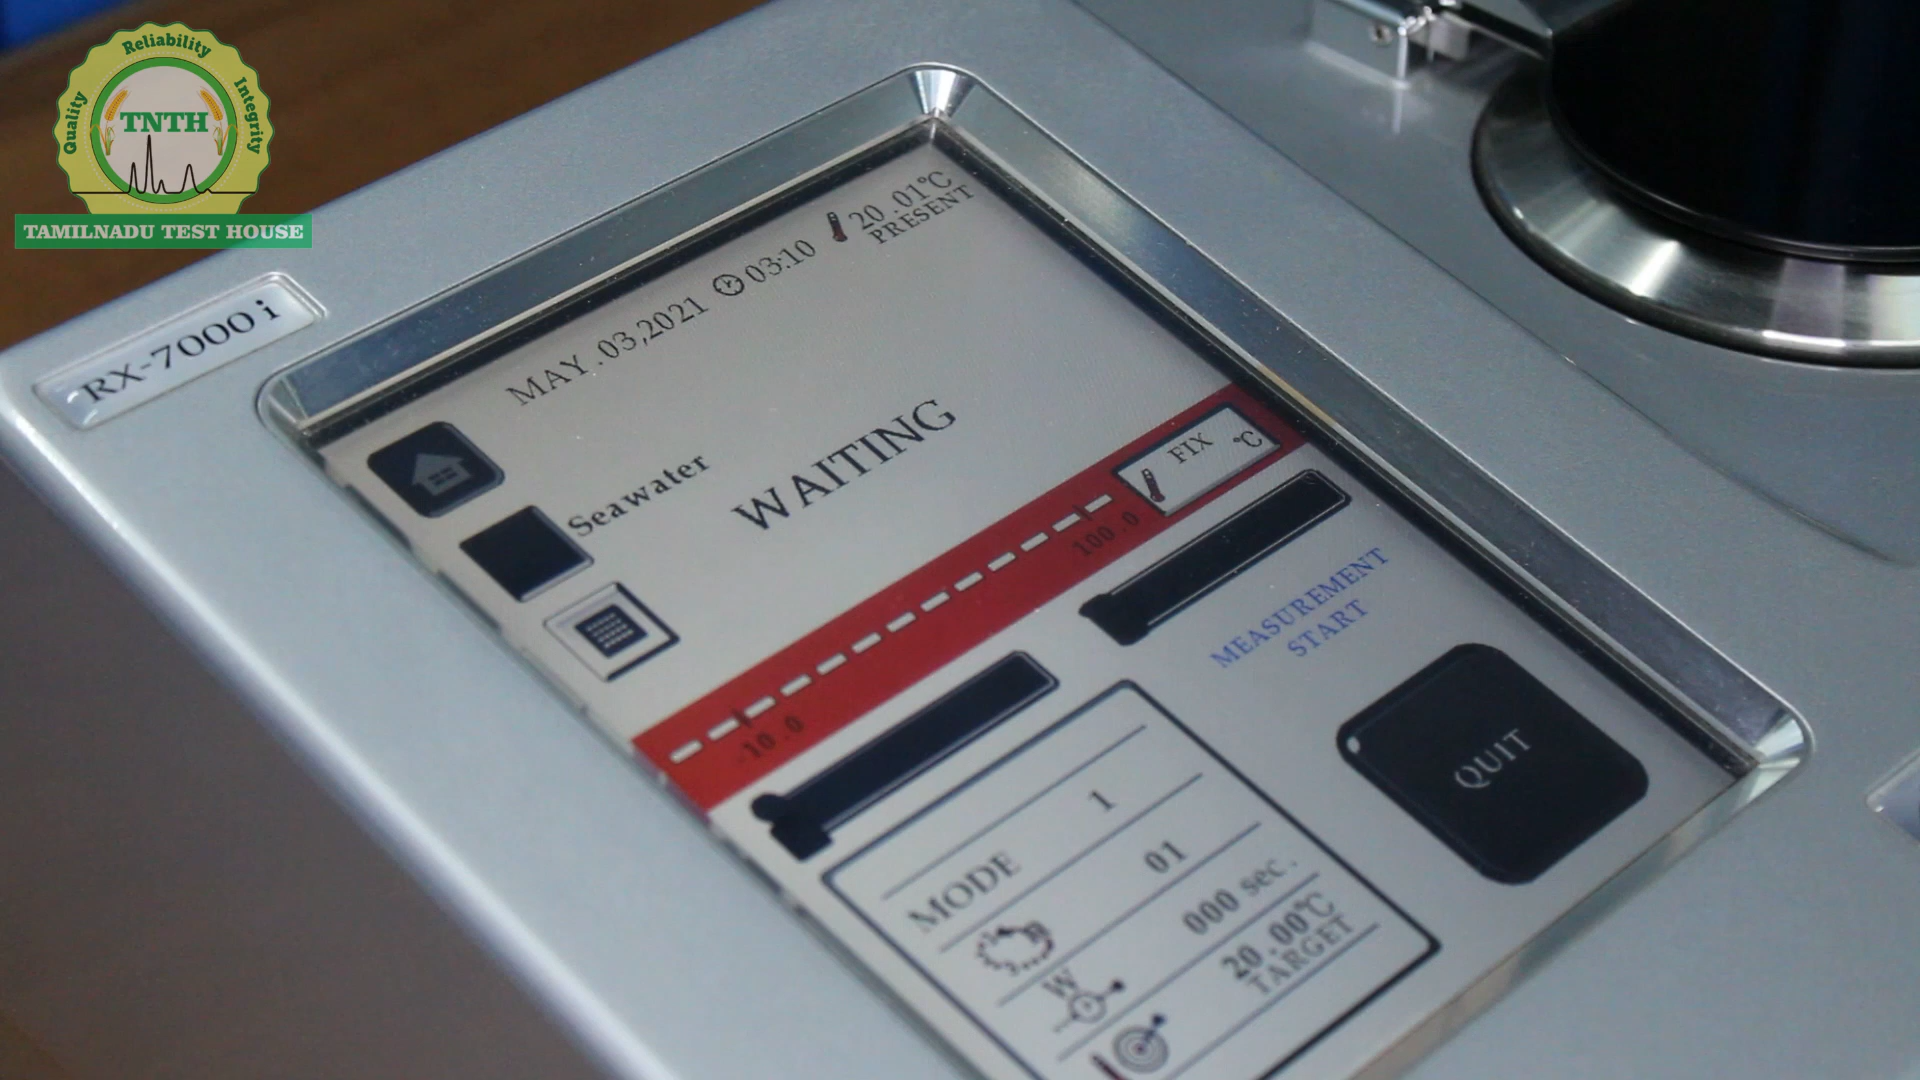 Quality Reliability Integrity
TNTH
TAMILNADU TEST HOUSE
RX-7000i
MAY.03,2021 03:10 20.01℃
PRESENT
Seawater
WAITING
FIX ℃
-10.0 100.0
MEASUREMENT
START
QUIT
MODE 1
01
W 000 sec.
20.00℃
TARGET